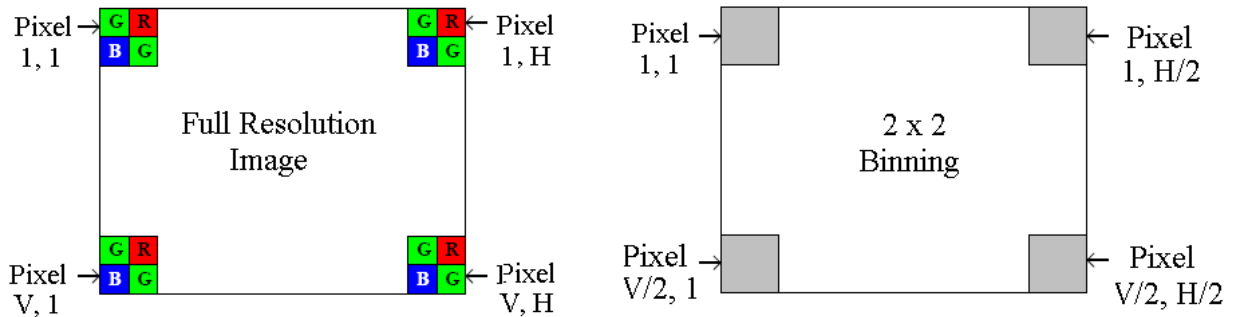 Pixel
1, 1
G R
B G
G R
B G
Pixel
1, H
Full Resolution
Image
Pixel
V, 1
G R
B G
G R
B G
Pixel
V, H
Pixel
1, 1
Pixel
1, H/2
2 x 2
Binning
Pixel
V/2, 1
Pixel
V/2, H/2